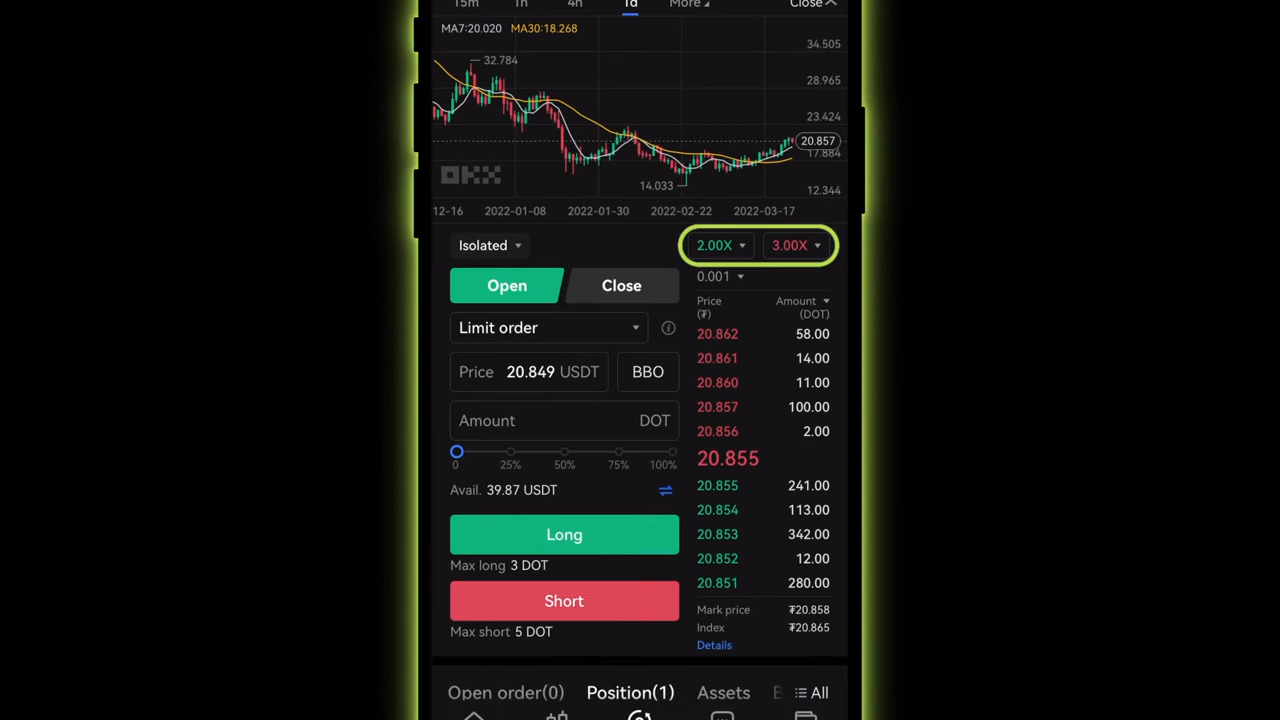 15m 1h 4h 1d More Close
MA7:20.020 MA30:18.268
34.505
32.784
28.965
23.424
20.857
17.884
14.033
12.344
OKX
12-16 2022-01-08 2022-01-30 2022-02-22 2022-03-17
Isolated 2.00X 3.00X
0.001
Open Close
Price Amount
(₮) (DOT)
Limit order
20.862 58.00
20.861 14.00
Price 20.849 USDT BBO
20.860 11.00
20.857 100.00
Amount DOT
20.856 2.00
20.855
0 25% 50% 75% 100%
20.855 241.00
Avail. 39.87 USDT
20.854 113.00
Long
20.853 342.00
Max long 3 DOT
20.852 12.00
20.851 280.00
Short
Mark price ₮20.858
Index ₮20.865
Max short 5 DOT
Details
Open order(0) Position(1) Assets B All